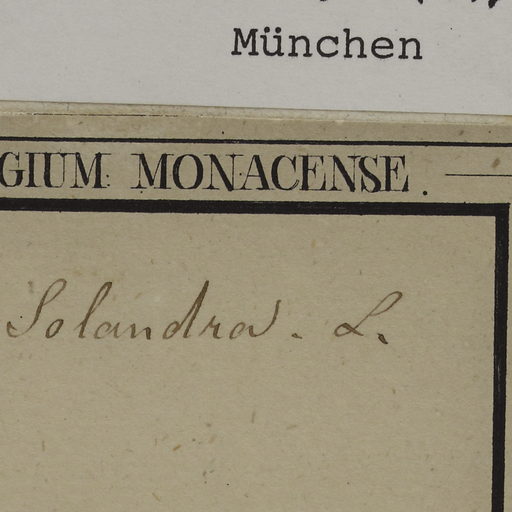 München
GIUM MONACENSE.
Solandra. L.